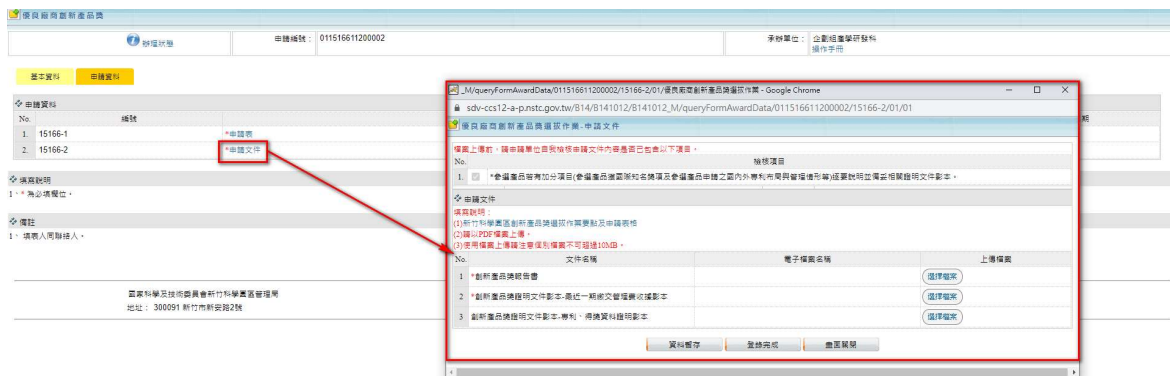 優良廠商創新產品獎
辦理狀態
申請編號: 011516611200002
承辦單位: 企劃組產學研發科
操作手冊
基本資料
申請資料
申請資料
No. 編號
1. 15166-1 *申請表
2. 15166-2 *申請文件
填寫說明
1、* 為必填欄位。
備註
1、 填表人同聯絡人。
國家科學及技術委員會新竹科學園區管理局
地址: 300091 新竹市新安路2號
期
_M/queryFormAwardData/011516611200002/15166-2/01/優良廠商創新產品獎選拔作業 - Google Chrome
sdv-ccs12-a-p.nstc.gov.tw/B14/B141012/B141012_M/queryFormAwardData/011516611200002/15166-2/01/01
優良廠商創新產品獎選拔作業-申請文件
檔案上傳前,請申請單位自我檢核申請文件內容是否已包含以下項目。
No. 檢核項目
1. *參選產品若有加分項目(參選產品獲國際知名獎項及參選產品申請之國內外專利布局與管理情形等)逐要說明並備妥相關證明文件影本。
申請文件
填寫說明:
(1)新竹科學園區創新產品獎選拔作業要點及申請表格
(2)請以PDF檔案上傳。
(3)使用檔案上傳請注意個別檔案不可超過10MB。
No. 文件名稱 電子檔案名稱 上傳檔案
1 *創新產品獎報告書 選擇檔案
2 *創新產品獎證明文件影本-最近一期繳交管理費收據影本 選擇檔案
3 創新產品獎證明文件影本-專利、得獎資料證明影本 選擇檔案
資料暫存 登錄完成 畫面關閉